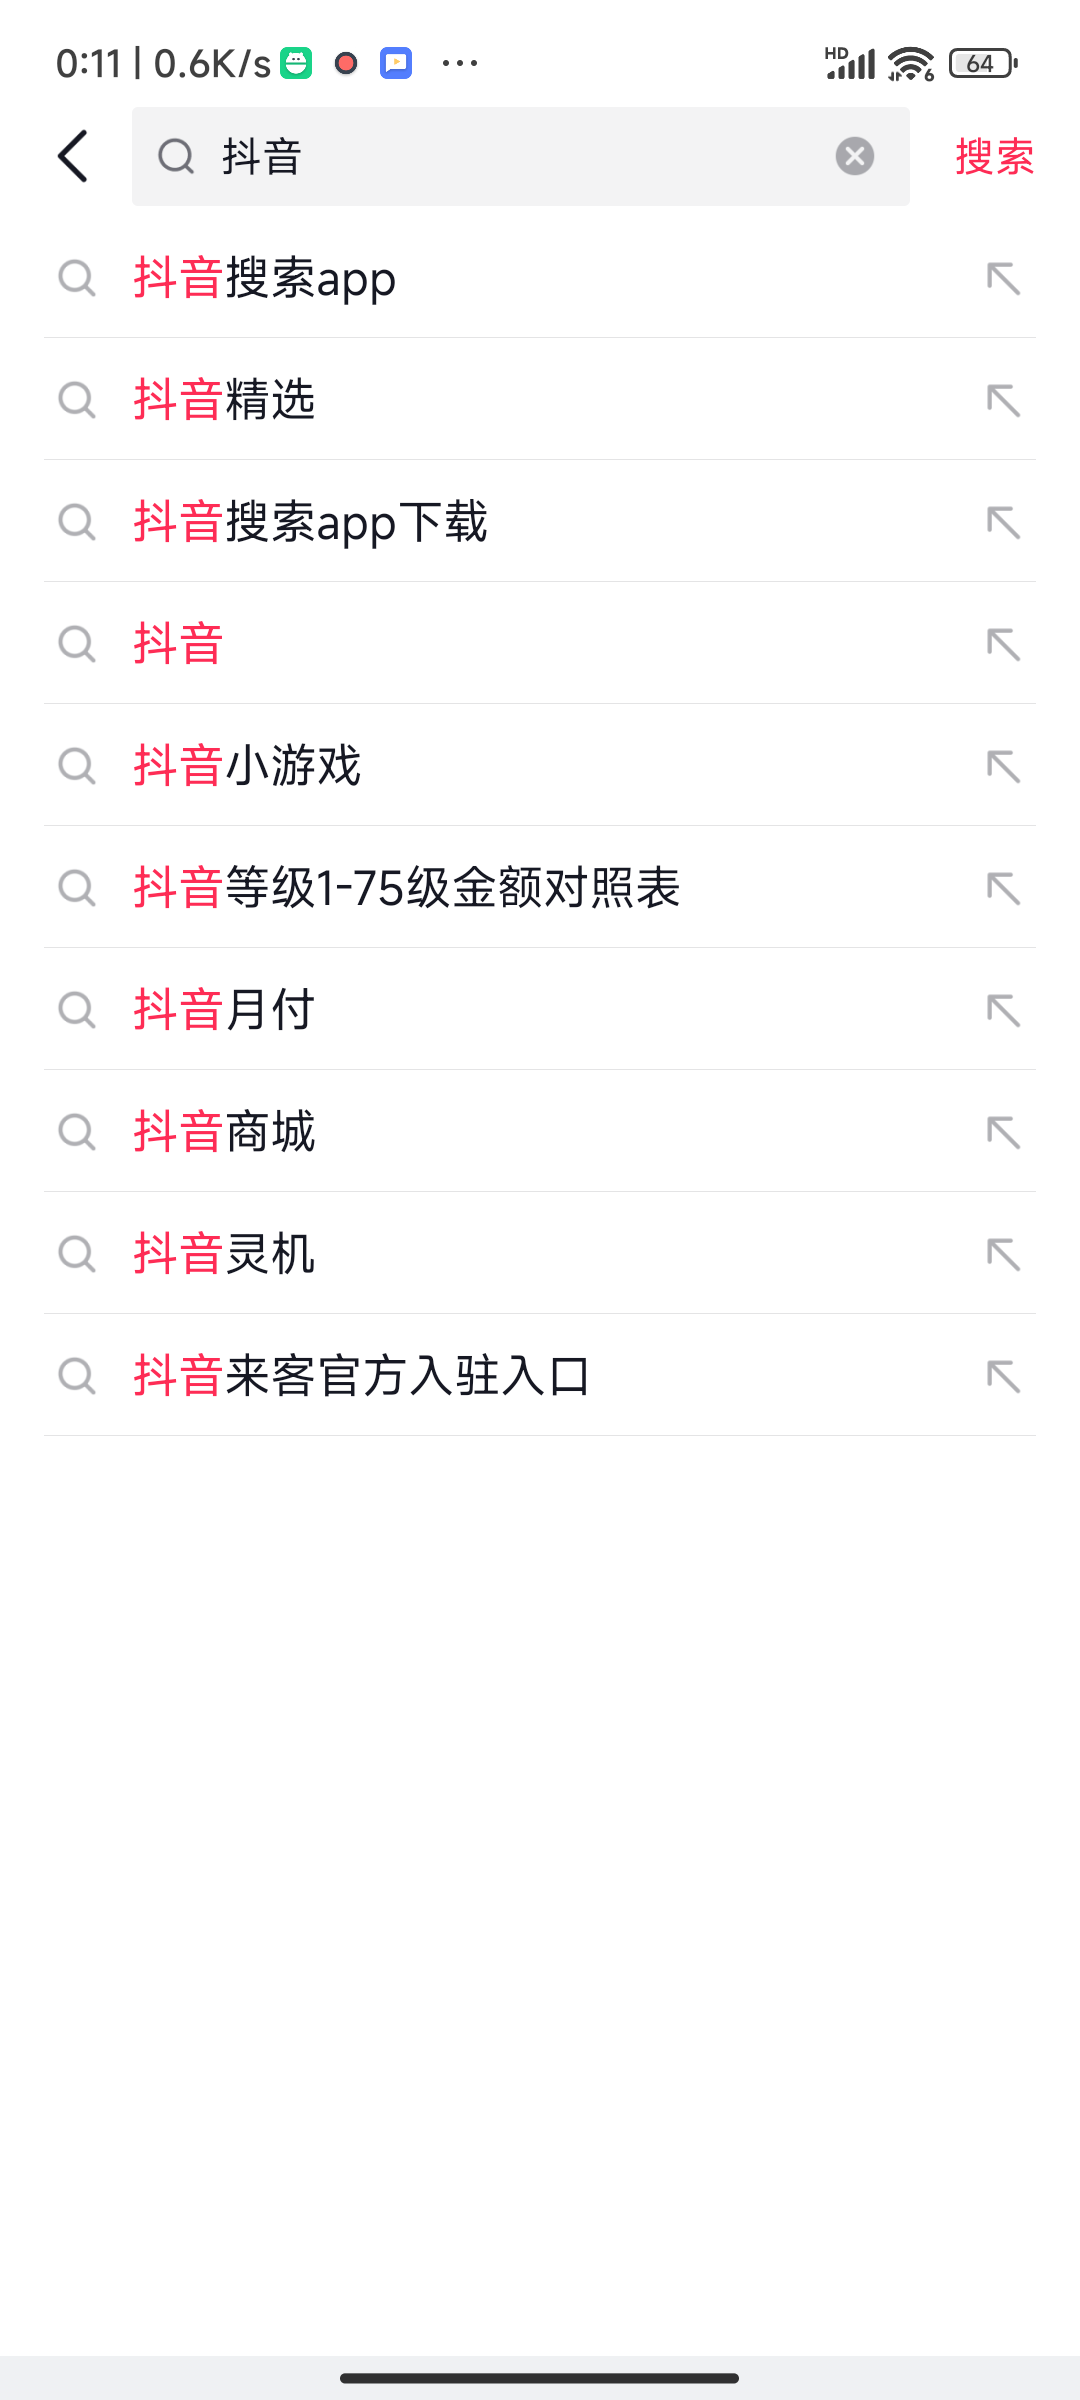 0:11 | 0.6K/s
HD
6
64
抖音
搜索
抖音搜索app
抖音精选
抖音搜索app下载
抖音
抖音小游戏
抖音等级1-75级金额对照表
抖音月付
抖音商城
抖音灵机
抖音来客官方入驻入口